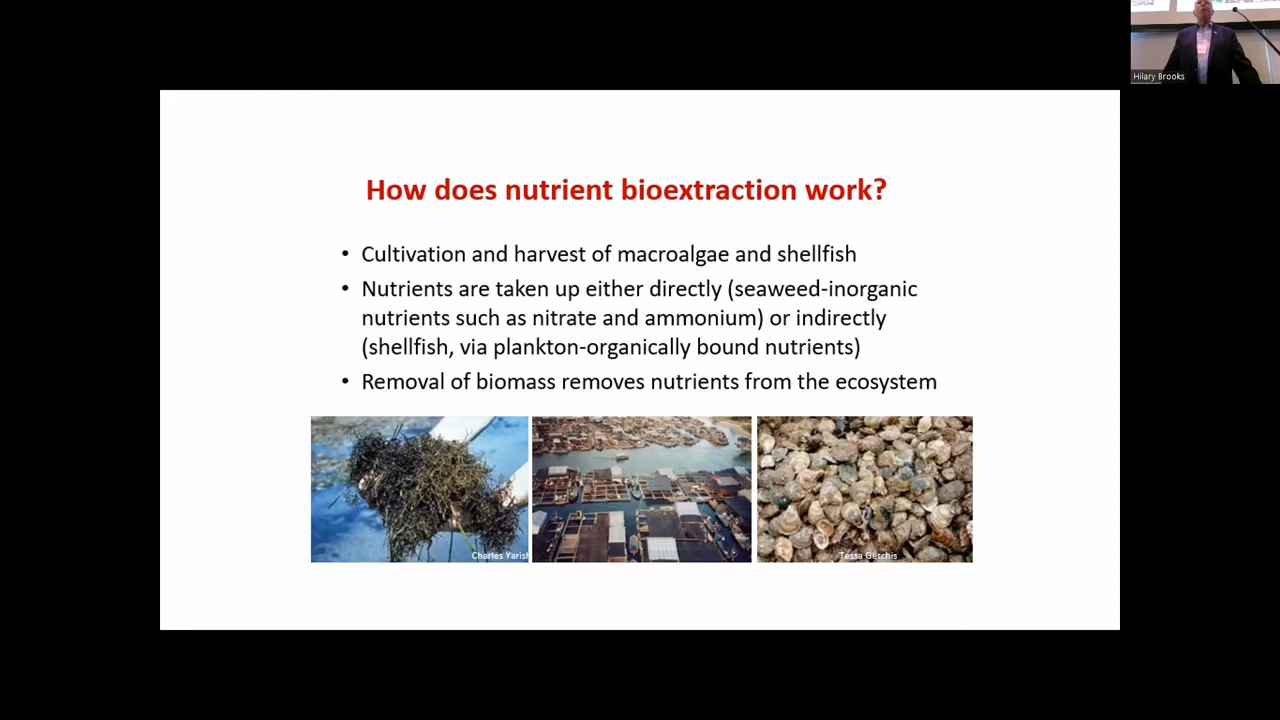 Hilary Brooks
How does nutrient bioextraction work?
• Cultivation and harvest of macroalgae and shellfish
• Nutrients are taken up either directly (seaweed-inorganic
nutrients such as nitrate and ammonium) or indirectly
(shellfish, via plankton-organically bound nutrients)
• Removal of biomass removes nutrients from the ecosystem
Charles Yarish
Tessa Getchis